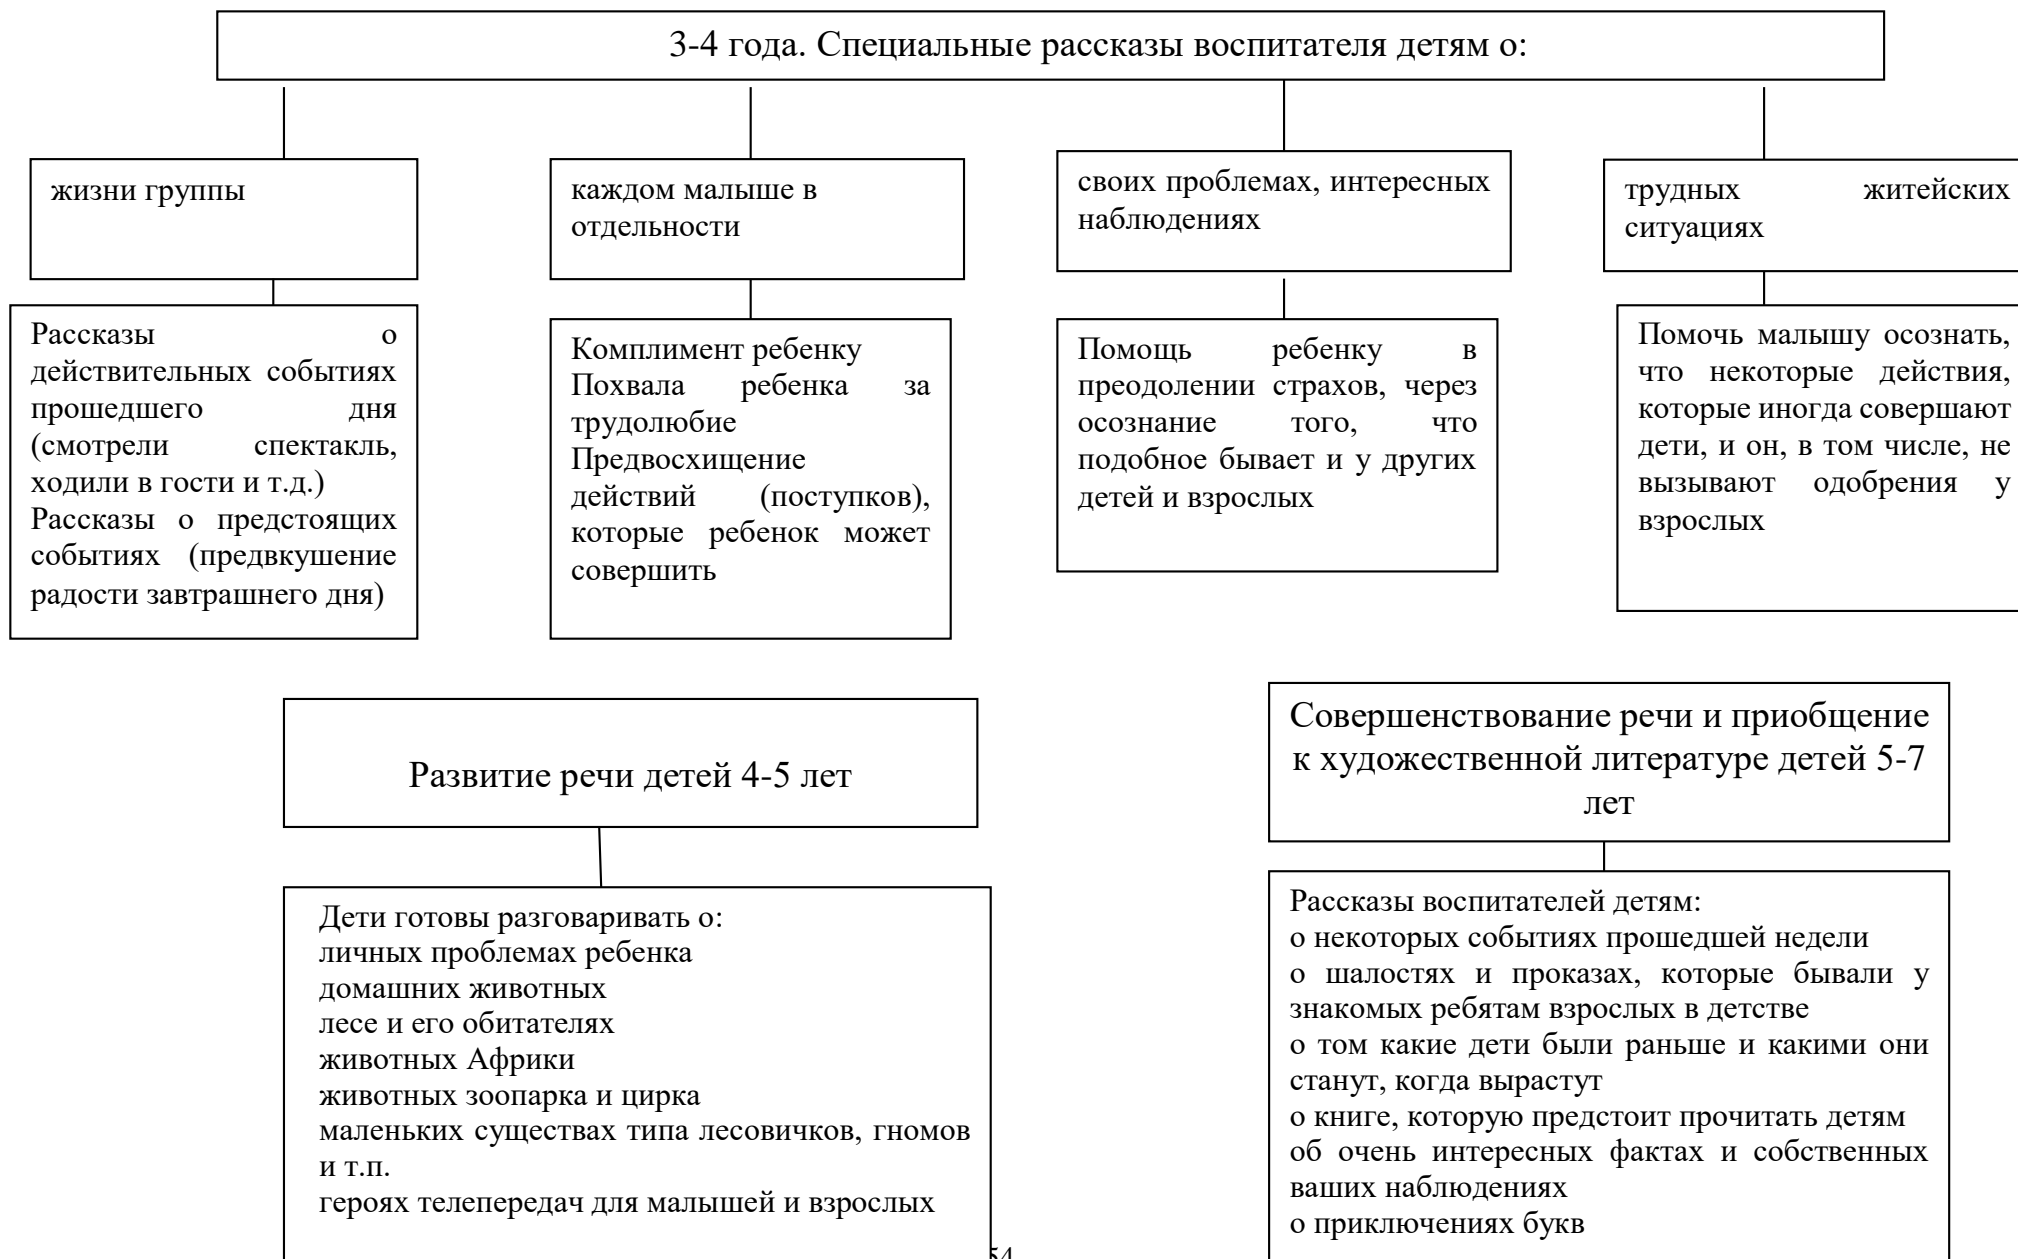 3-4 года. Специальные рассказы воспитателя детям о:
жизни группы
каждом малыше в
отдельности
своих проблемах, интересных
наблюдениях
трудных житейских
ситуациях
Рассказы о
действительных событиях
прошедшего дня
(смотрели спектакль,
ходили в гости и т.д.)
Рассказы о предстоящих
событиях (предвкушение
радости завтрашнего дня)
Комплимент ребенку
Похвала ребенка за
трудолюбие
Предвосхищение
действий (поступков),
которые ребенок может
совершить
Помощь ребенку в
преодолении страхов, через
осознание того, что
подобное бывает и у других
детей и взрослых
Помочь малышу осознать,
что некоторые действия,
которые иногда совершают
дети, и он, в том числе, не
вызывают одобрения у
взрослых
Развитие речи детей 4-5 лет
Дети готовы разговаривать о:
личных проблемах ребенка
домашних животных
лесе и его обитателях
животных Африки
животных зоопарка и цирка
маленьких существах типа лесовичков, гномов
и т.п.
героях телепередач для малышей и взрослых
Совершенствование речи и приобщение
к художественной литературе детей 5-7
лет
Рассказы воспитателей детям:
о некоторых событиях прошедшей недели
о шалостях и проказах, которые бывали у
знакомых ребятам взрослых в детстве
о том какие дети были раньше и какими они
станут, когда вырастут
о книге, которую предстоит прочитать детям
об очень интересных фактах и собственных
ваших наблюдениях
о приключениях букв
54